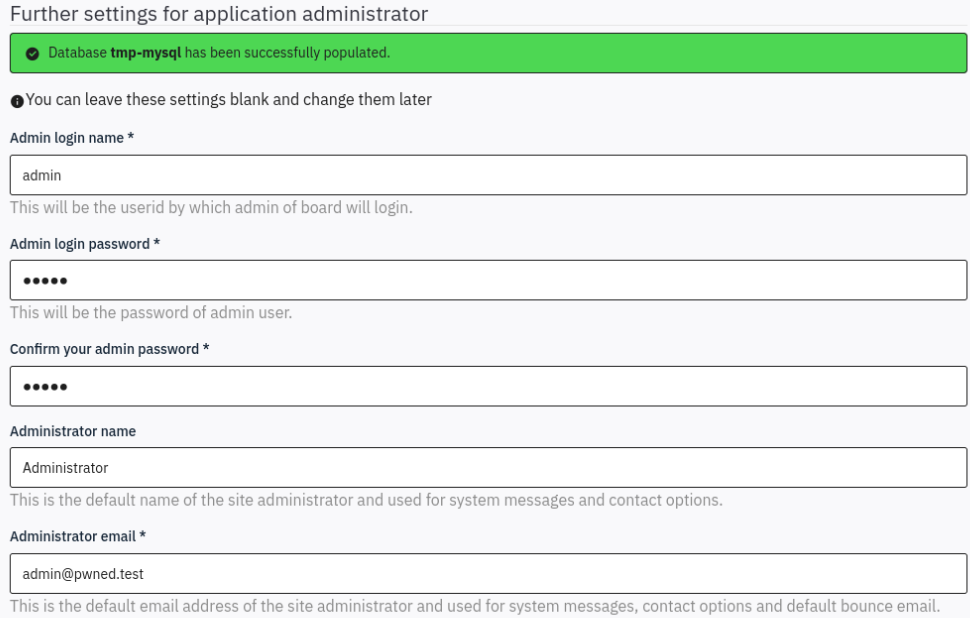 Further settings for application administrator
Database tmp-mysql has been successfully populated.
You can leave these settings blank and change them later
Admin login name *
admin
This will be the userid by which admin of board will login.
Admin login password *
●●●●●
This will be the password of admin user.
Confirm your admin password *
●●●●●
Administrator name
Administrator
This is the default name of the site administrator and used for system messages and contact options.
Administrator email *
admin@pwned.test
This is the default email address of the site administrator and used for system messages, contact options and default bounce email.